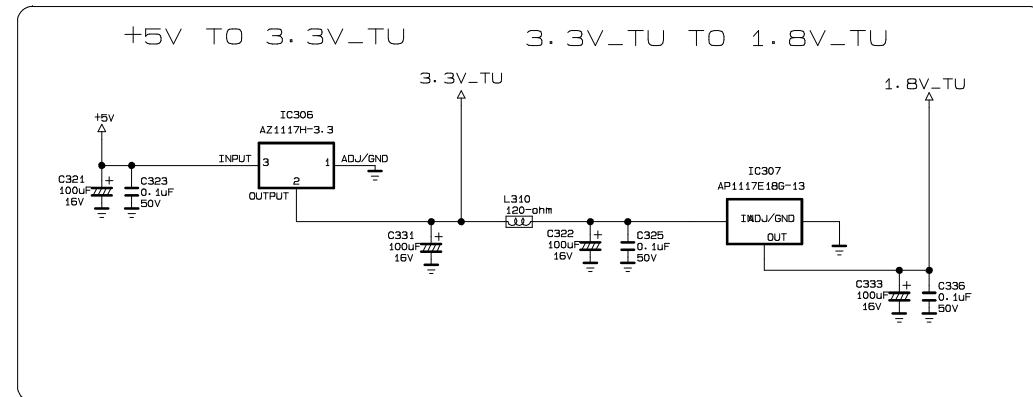 +5V TO 3.3V_TU
3.3V_TU TO 1.8V_TU
3.3V_TU
1.8V_TU
+5V
IC306
AZ1117H-3.3
INPUT
3
1
ADJ/GND
2
OUTPUT
C321
100uF
16V
+
C323
0.1uF
50V
C331
100uF
16V
+
L310
120-ohm
C322
100uF
16V
+
C325
0.1uF
50V
IC307
AP1117E18G-13
ADJ/GND
OUT
C333
100uF
16V
+
C336
0.1uF
50V